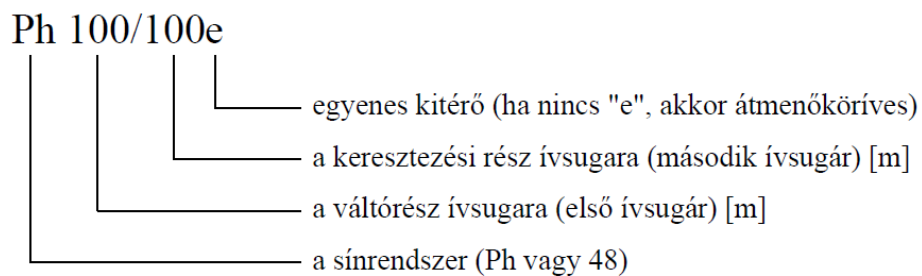 Ph 100/100e
egyenes kitérő (ha nincs "e", akkor átmenőköríves)
a keresztezési rész ívsugara (második ívsugár) [m]
a váltórész ívsugara (első ívsugár) [m]
a sínrendszer (Ph vagy 48)